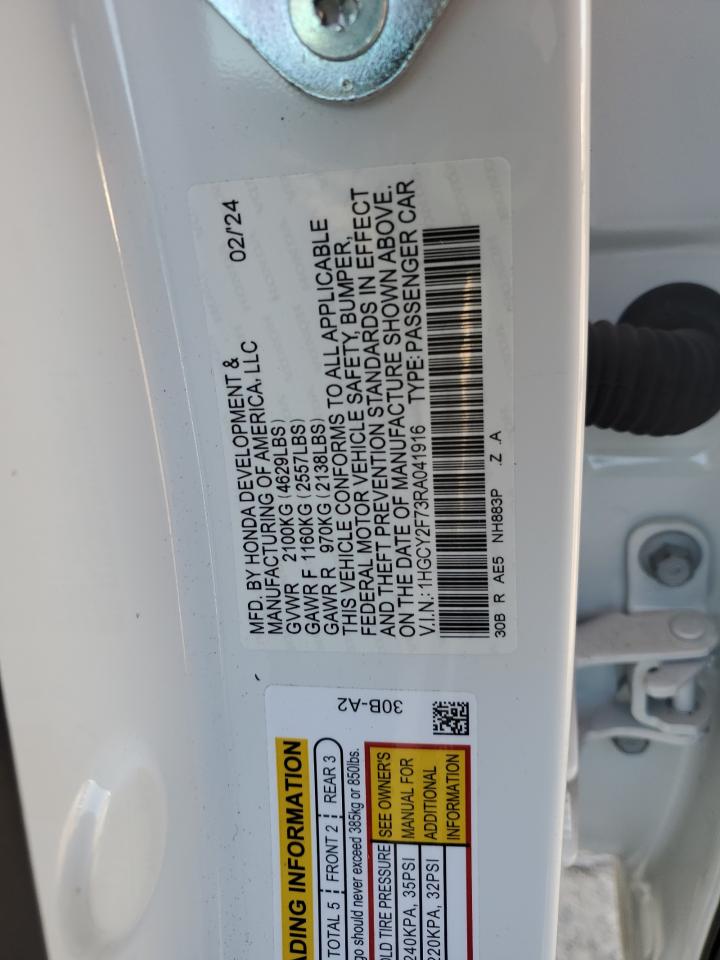 MFD. BY HONDA DEVELOPMENT & 02/'24
MANUFACTURING OF AMERICA, LLC
GVWR 2100KG (4629LBS)
GAWR F 1160KG (2557LBS)
GAWR R 970KG (2138LBS)
THIS VEHICLE CONFORMS TO ALL APPLICABLE
FEDERAL MOTOR VEHICLE SAFETY, BUMPER,
AND THEFT PREVENTION STANDARDS IN EFFECT
ON THE DATE OF MANUFACTURE SHOWN ABOVE.
V.I.N.: 1HGCY2F73RA041916 TYPE: PASSENGER CAR
30B R AE5 NH883P .Z .A
30B-A2
ADING INFORMATION
TOTAL 5 FRONT 2 REAR 3
go should never exceed 385kg or 850lbs.
OLD TIRE PRESSURE SEE OWNER'S
240KPA, 35PSI MANUAL FOR
ADDITIONAL
220KPA, 32PSI INFORMATION